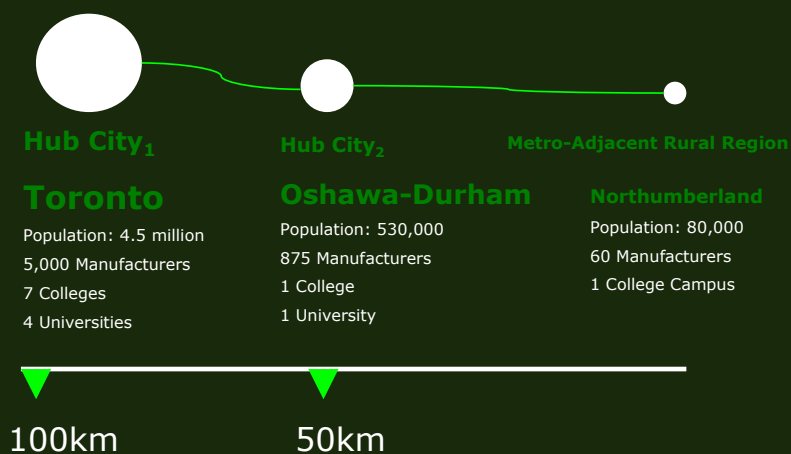 Hub City₁
Toronto
Population: 4.5 million
5,000 Manufacturers
7 Colleges
4 Universities
Hub City₂
Oshawa-Durham
Population: 530,000
875 Manufacturers
1 College
1 University
Metro-Adjacent Rural Region
Northumberland
Population: 80,000
60 Manufacturers
1 College Campus
100km
50km